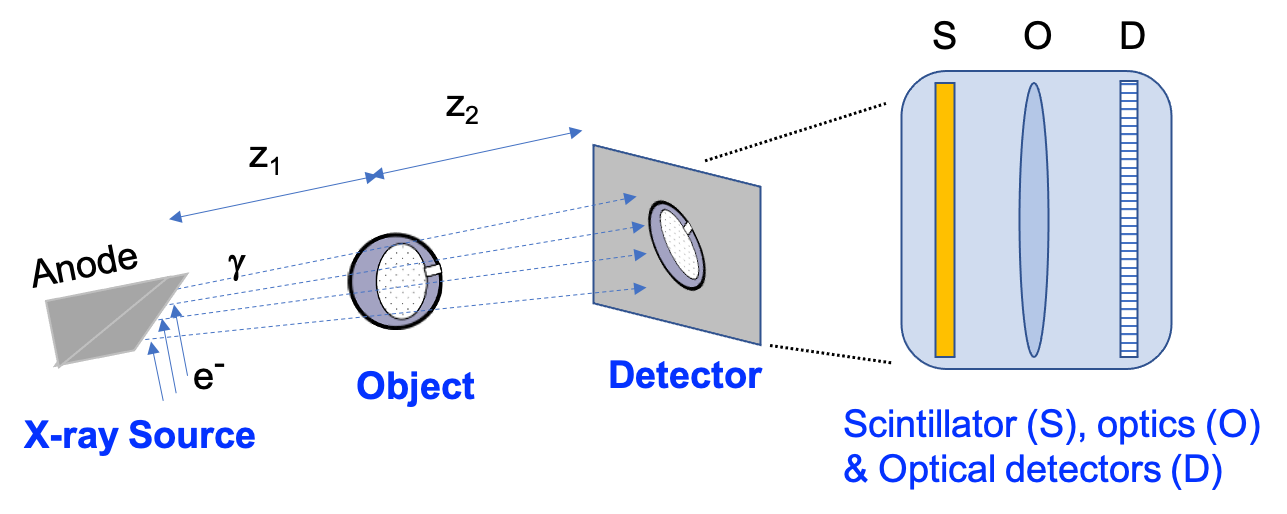 S O D
z2
z1
Anode
γ
e-
Object
Detector
X-ray Source
Scintillator (S), optics (O)
& Optical detectors (D)